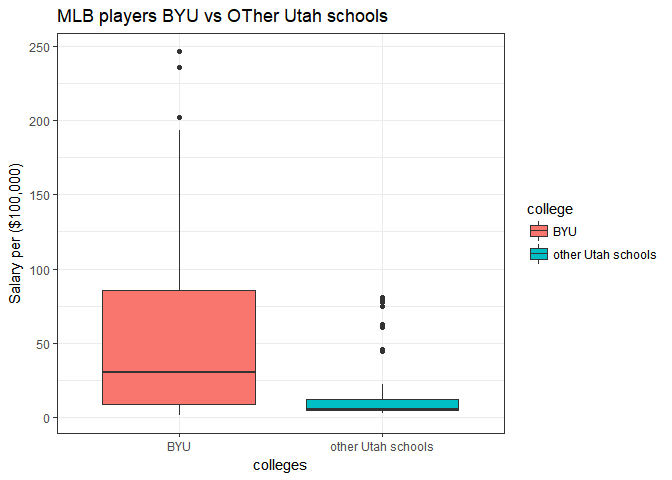 MLB players BYU vs OTher Utah schools
250
200
150
100
50
0
Salary per ($100,000)
BYU
other Utah schools
colleges
college
BYU
other Utah schools